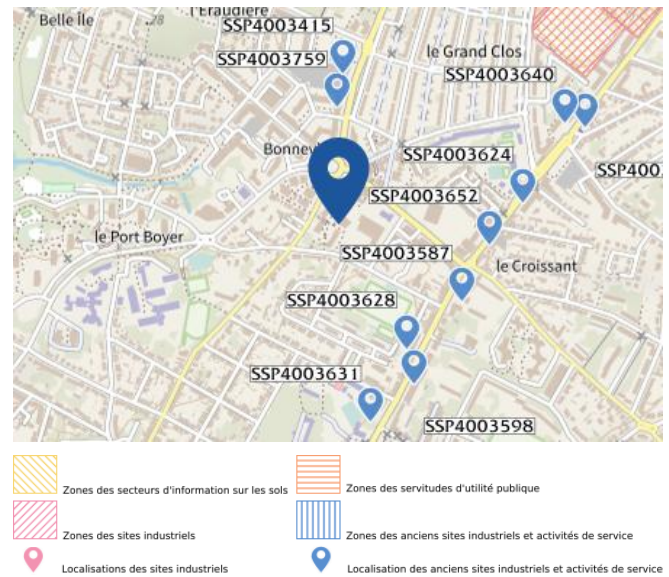 l'Eraudière
Belle Île
28
SSP4003415
le Grand Clos
SSP4003759
SSP4003640
SSP4003624
SSP4003652
le Port Boyer
SSP4003587
le Croissant
SSP4003628
SSP4003631
SSP4003598
Zones des secteurs d'information sur les sols
Zones des servitudes d'utilité publique
Zones des sites industriels
Zones des anciens sites industriels et activités de service
Localisations des sites industriels
Localisation des anciens sites industriels et activités de service